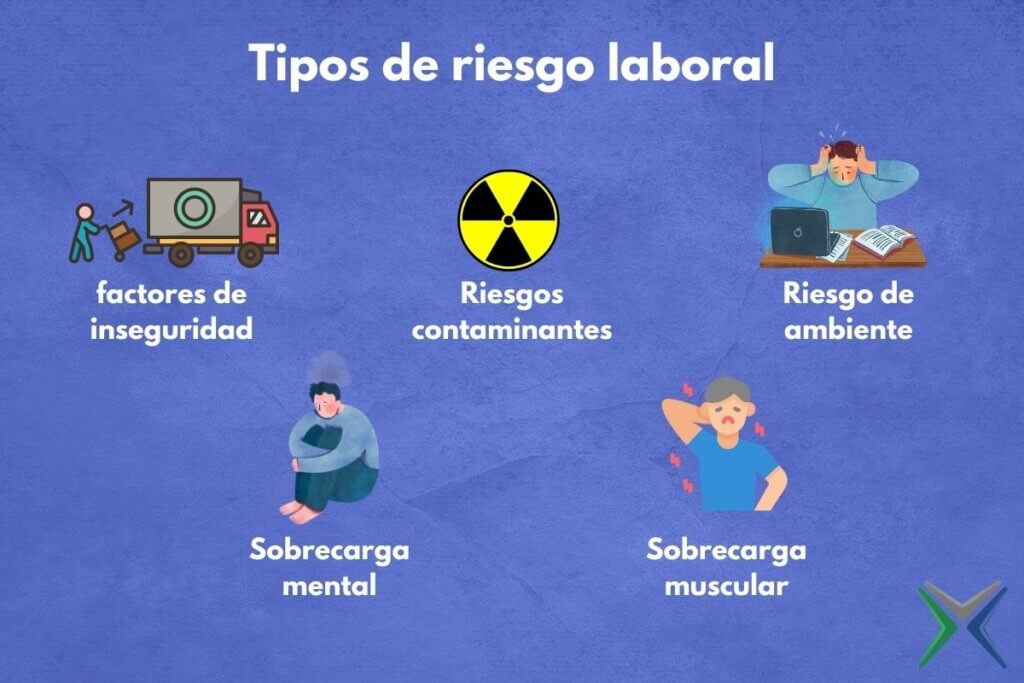 Tipos de riesgo laboral
factores de
inseguridad
Riesgos
contaminantes
Riesgo de
ambiente
Sobrecarga
mental
Sobrecarga
muscular